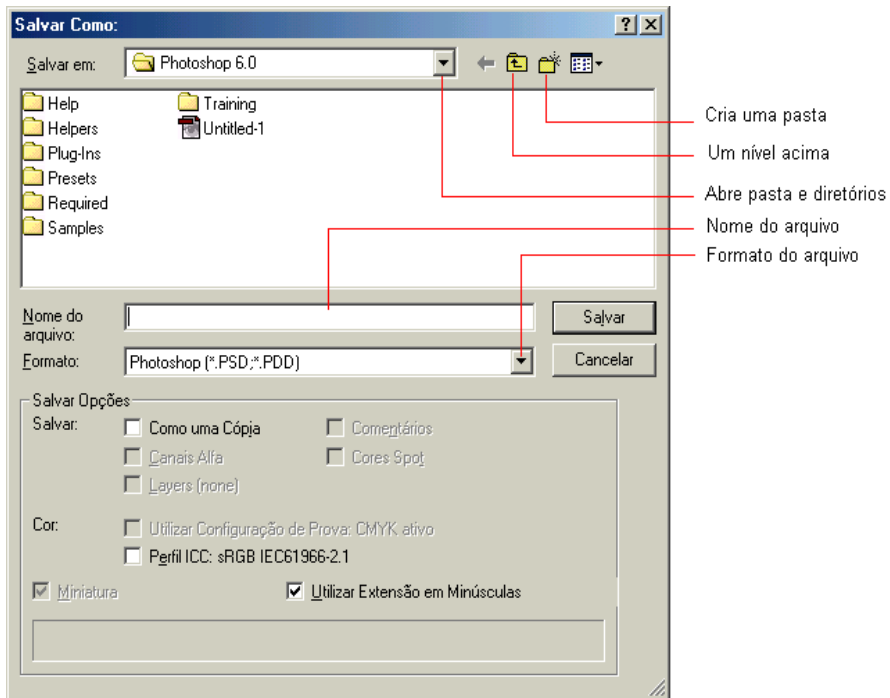 Salvar Como:
Salvar em:
Photoshop 6.0
Help
Helpers
Plug-Ins
Presets
Required
Samples
Training
Untitled-1
Cria uma pasta
Um nível acima
Abre pasta e diretórios
Nome do arquivo
Formato do arquivo
Nome do
arquivo:
Salvar
Formato:
Photoshop (*.PSD;*.PDD)
Cancelar
Salvar Opções
Salvar:
Como uma Cópia
Comentários
Canais Alfa
Cores Spot
Layers (none)
Cor:
Utilizar Configuração de Prova: CMYK ativo
Perfil ICC: sRGB IEC61966-2.1
Miniatura
Utilizar Extensão em Minúsculas